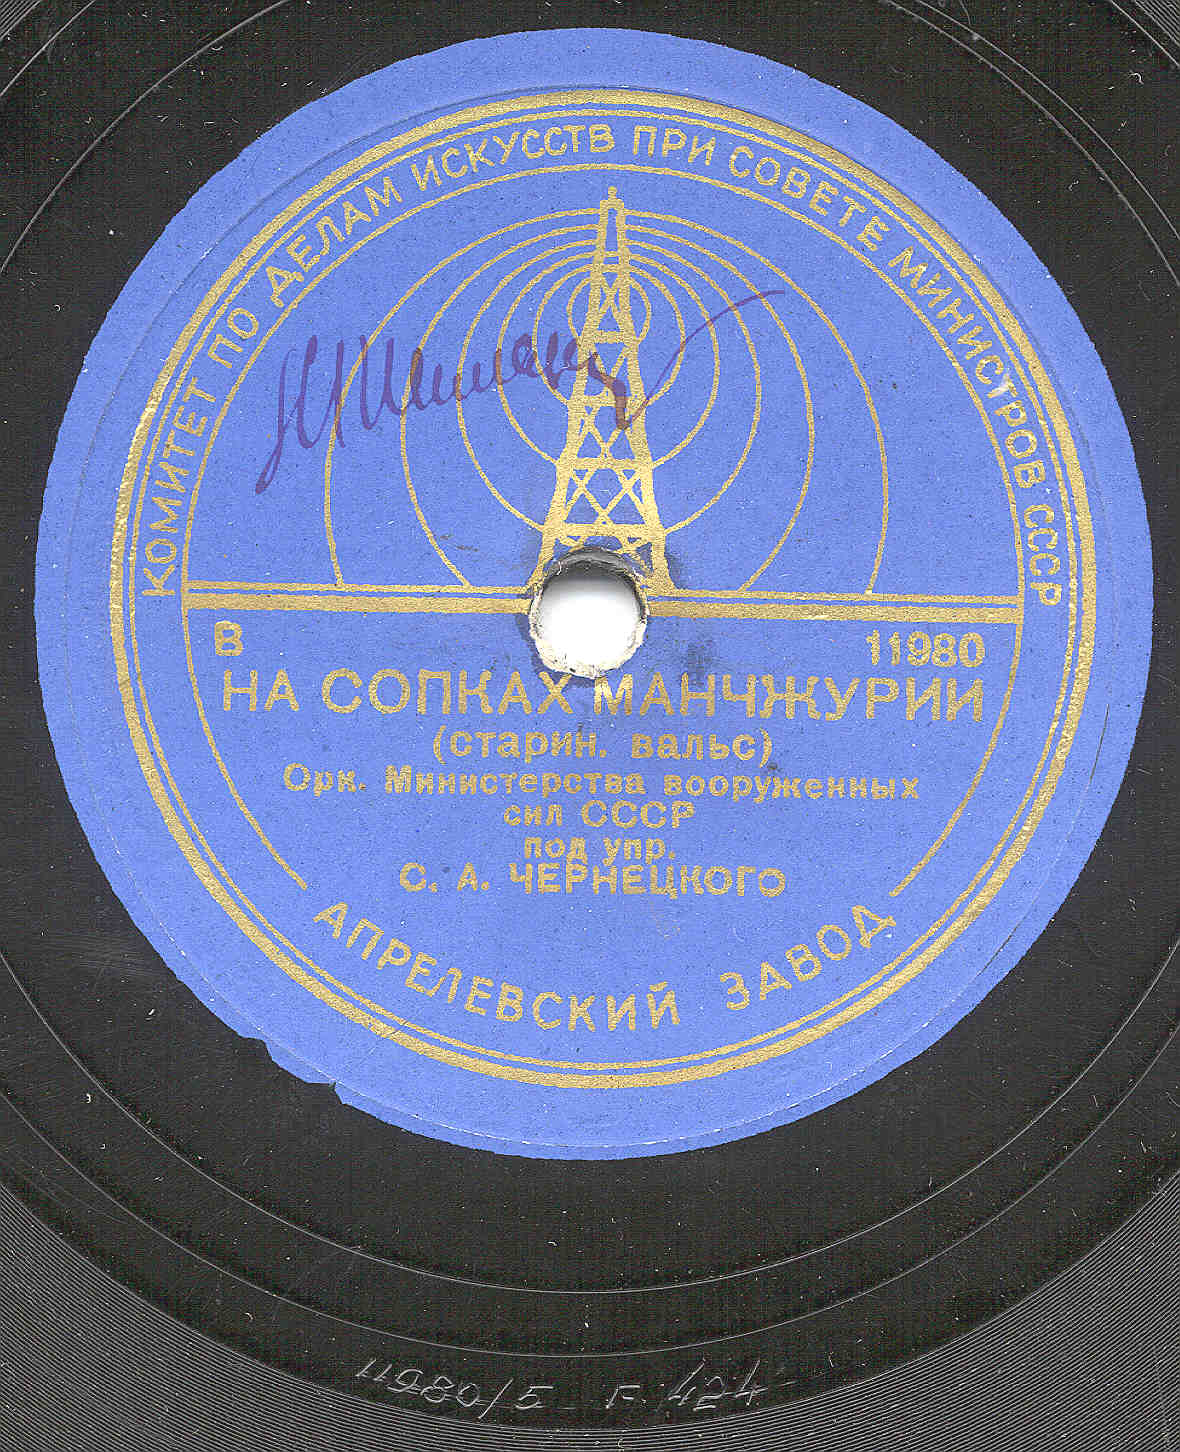 КОМИТЕТ ПО ДЕЛАМ ИСКУССТВ ПРИ СОВЕТЕ МИНИСТРОВ СССР
В 11980
НА СОПКАХ МАНЧЖУРИИ
(старин. вальс)
Орк. Министерства вооруженных
сил СССР
под упр.
С. А. ЧЕРНЕЦКОГО
АПРЕЛЕВСКИЙ ЗАВОД
11980/5 Г. 424